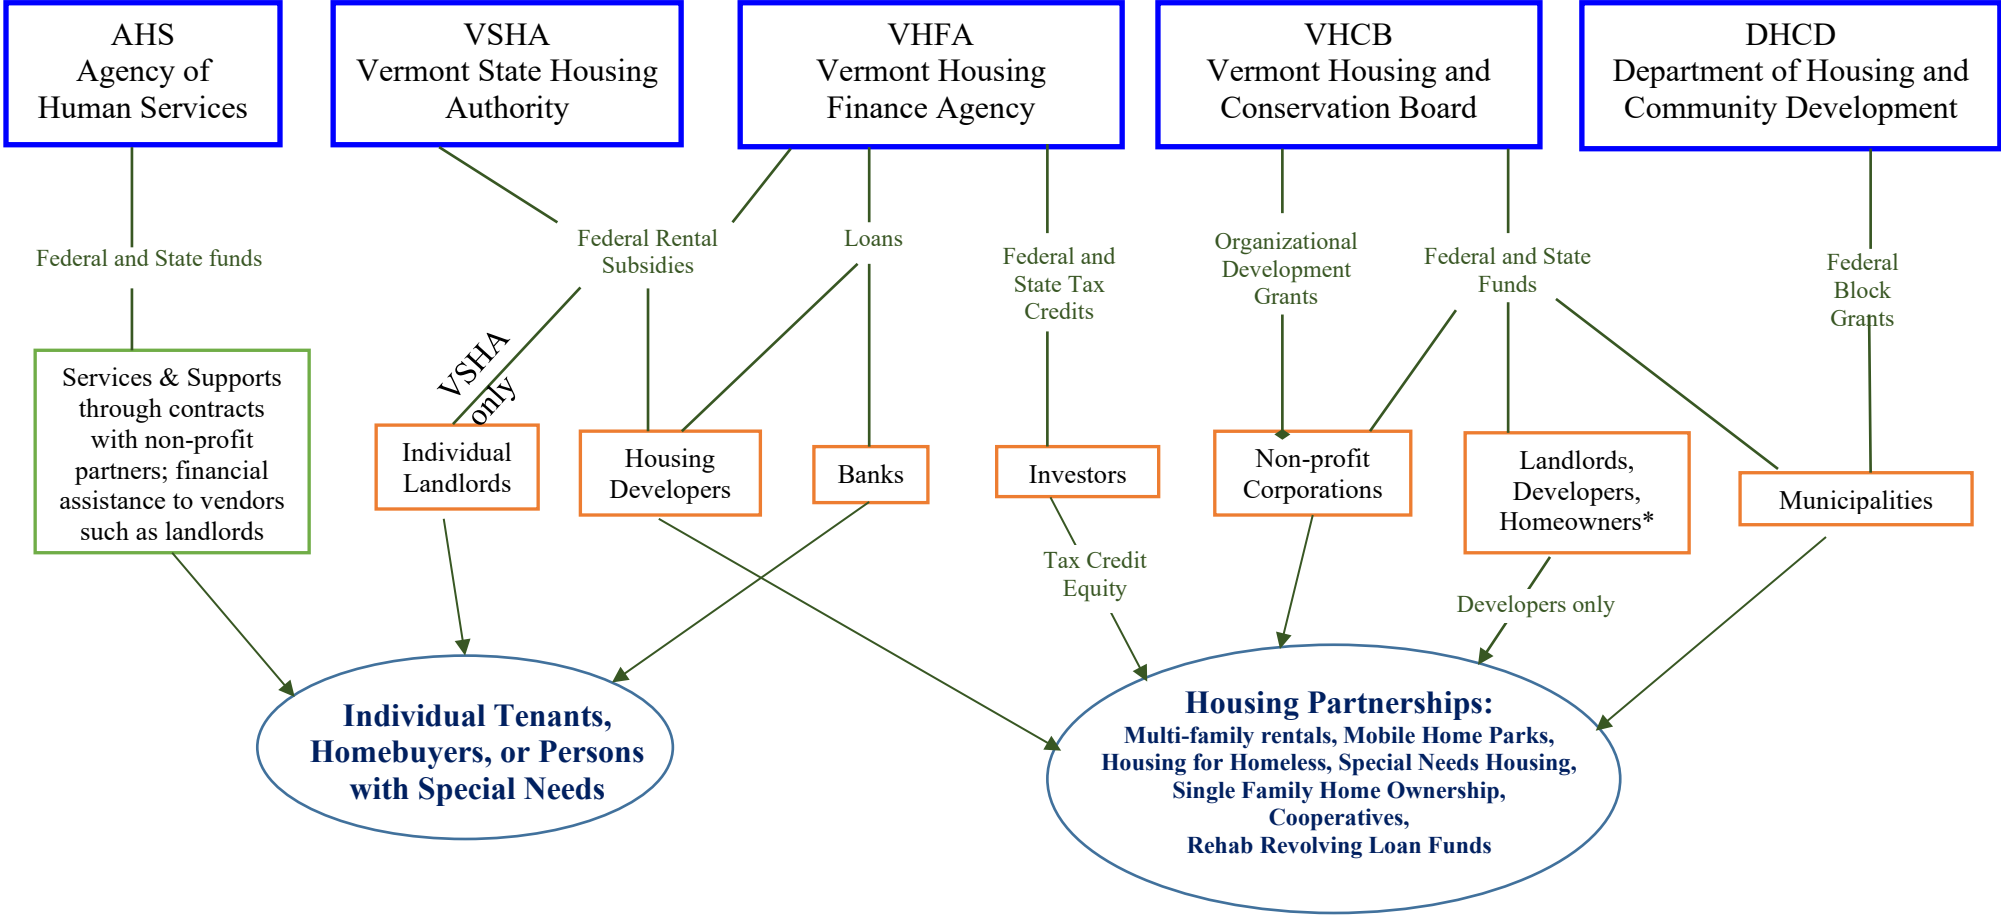 AHS
Agency of
Human Services
VSHA
Vermont State Housing
Authority
VHFA
Vermont Housing
Finance Agency
VHCB
Vermont Housing and
Conservation Board
DHCD
Department of Housing and
Community Development
Federal and State funds
Federal Rental
Subsidies
Loans
Federal and
State Tax
Credits
Organizational
Development
Grants
Federal and State
Funds
Federal
Block
Grants
VSHA
only
Services & Supports
through contracts
with non-profit
partners; financial
assistance to vendors
such as landlords
Individual
Landlords
Housing
Developers
Banks
Investors
Non-profit
Corporations
Landlords,
Developers,
Homeowners*
Municipalities
Tax Credit
Equity
Developers only
Individual Tenants,
Homebuyers, or Persons
with Special Needs
Housing Partnerships:
Multi-family rentals, Mobile Home Parks,
Housing for Homeless, Special Needs Housing,
Single Family Home Ownership,
Cooperatives,
Rehab Revolving Loan Funds